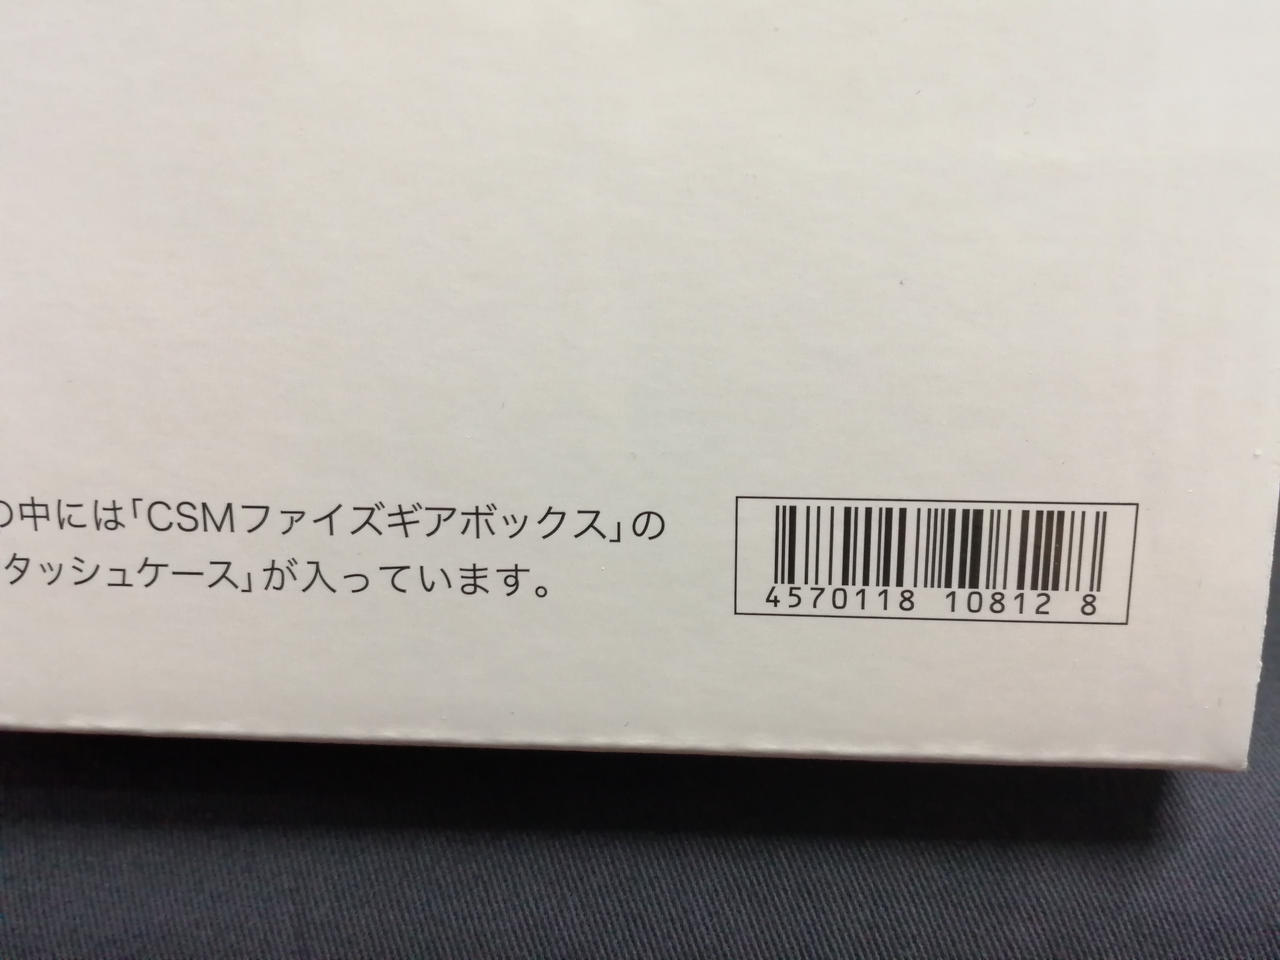 の中には「CSMファイズギアボックス」の
タッシュケース」が入っています。
4570118 10812 8